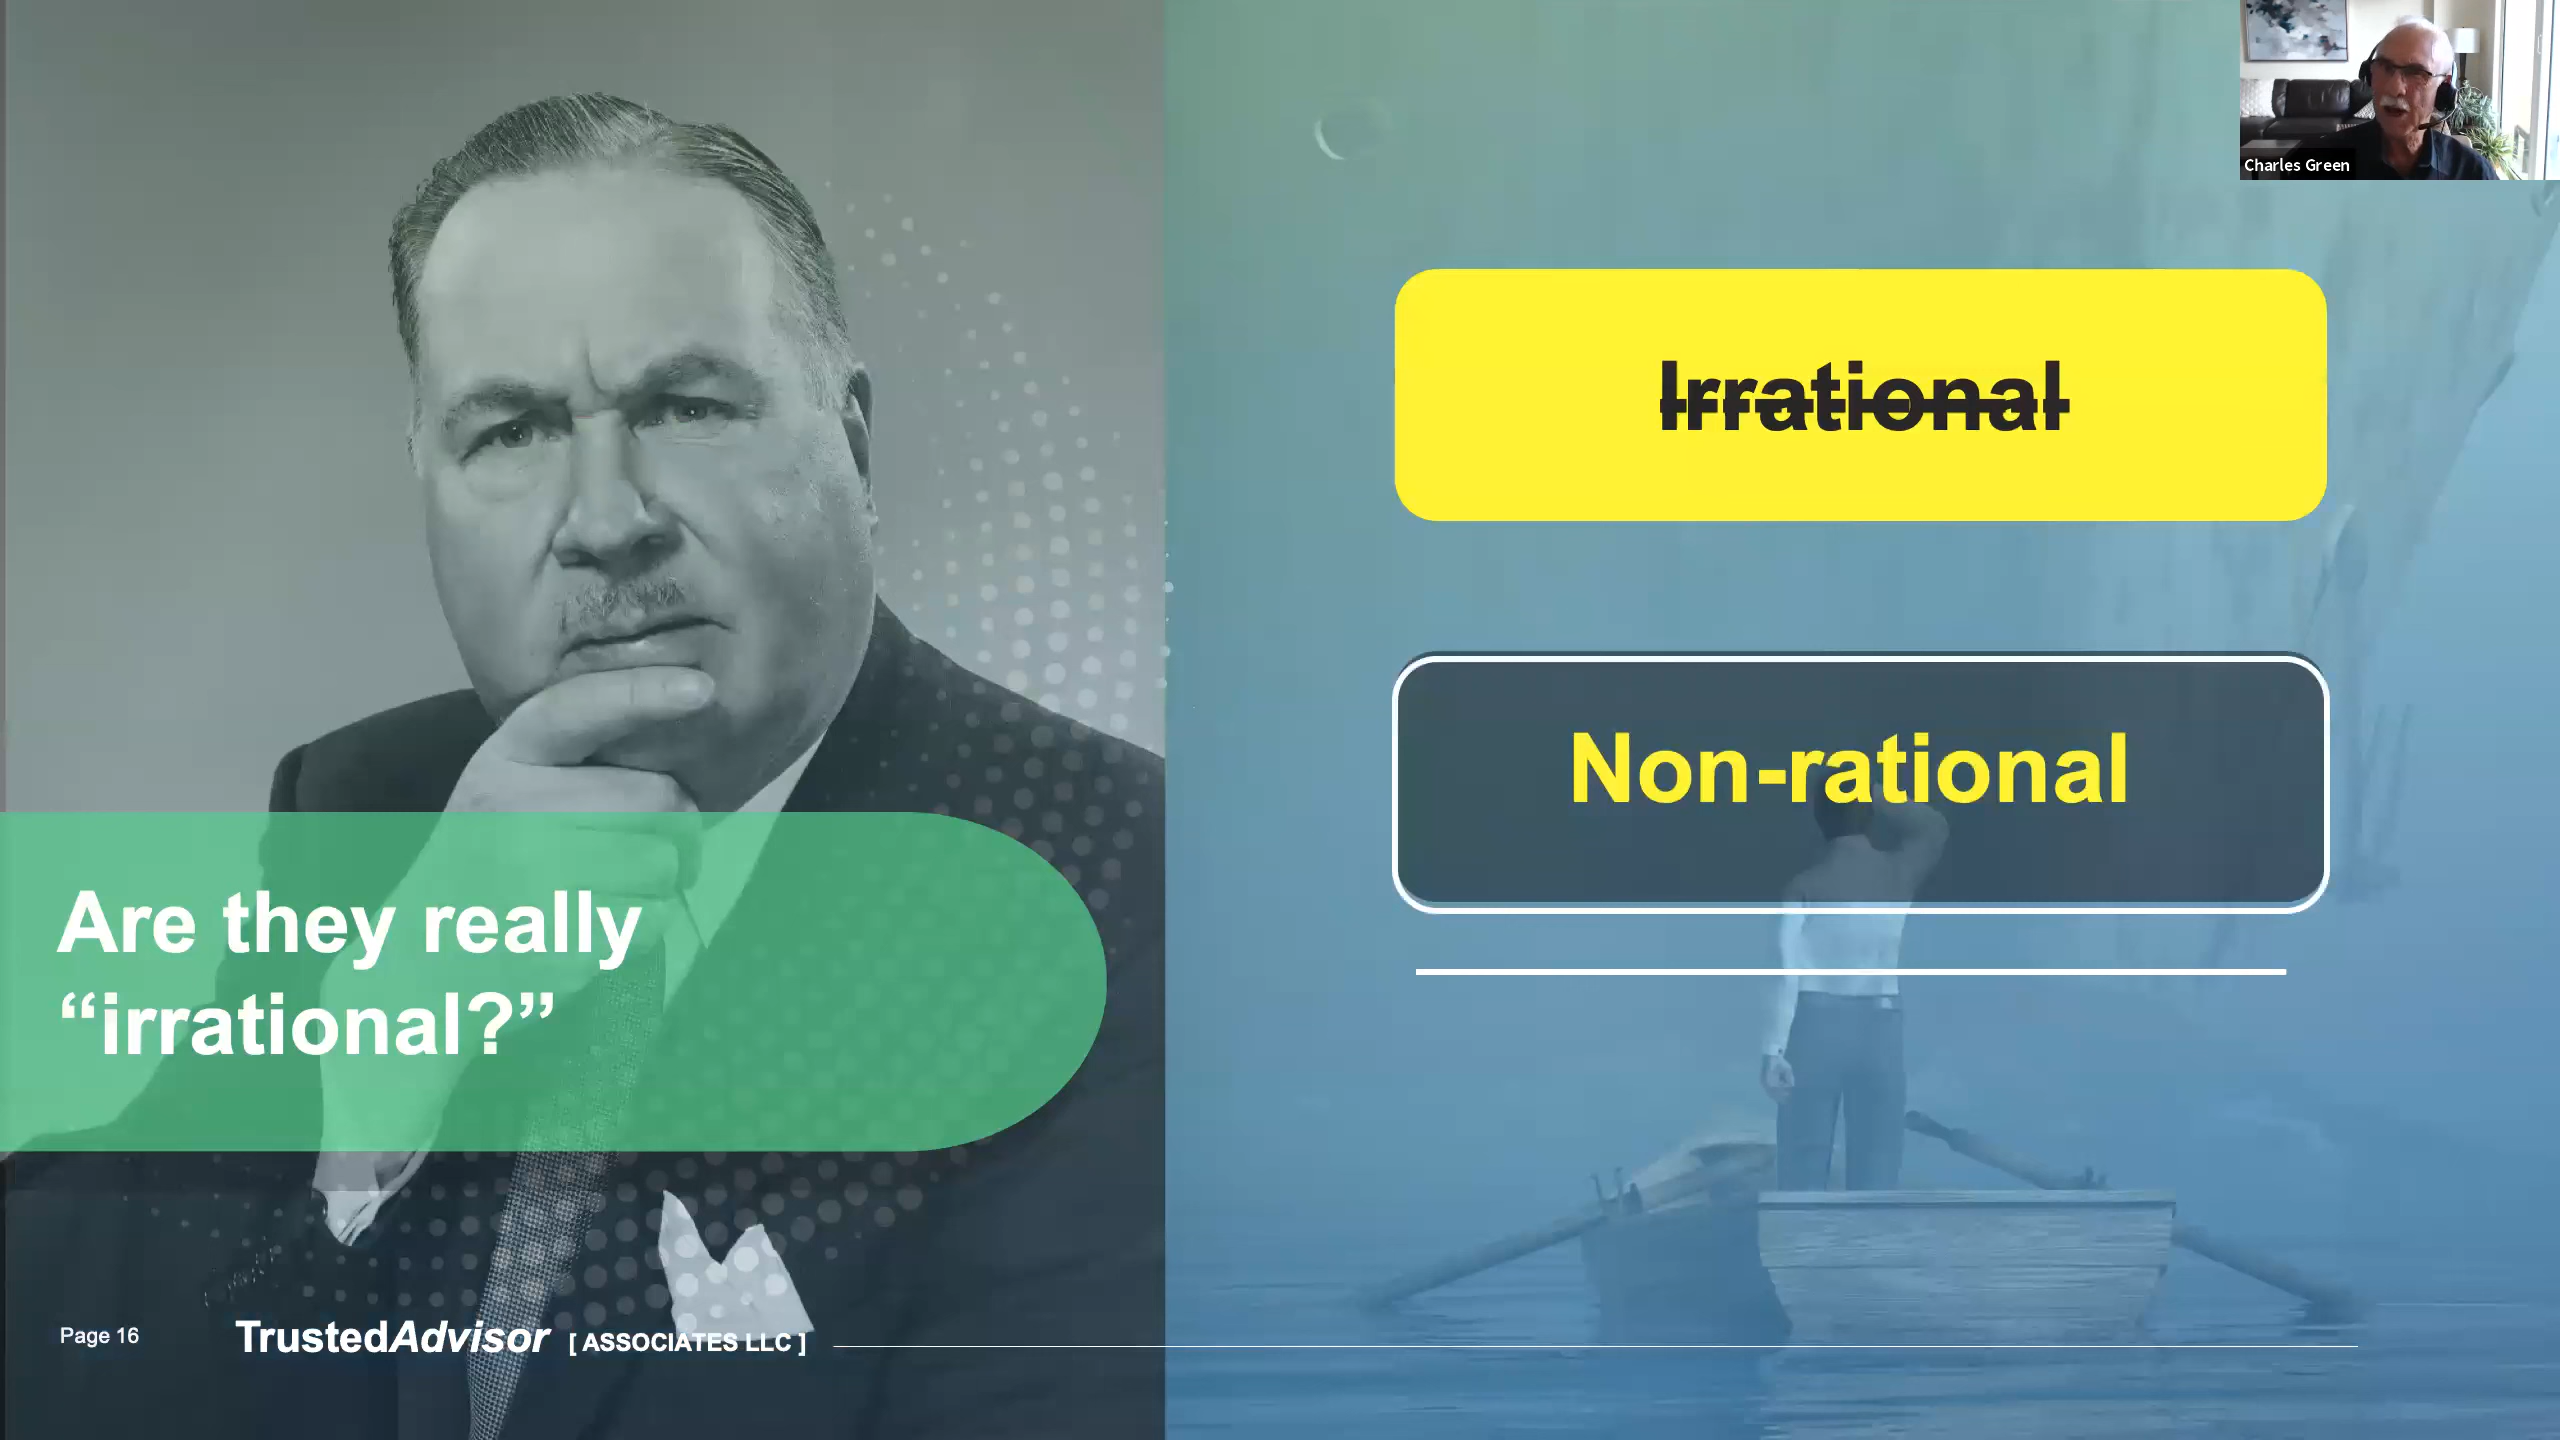 Charles Green
Irrational
Non-rational
Are they really
“irrational?”
Page 16
TrustedAdvisor [ ASSOCIATES LLC ]